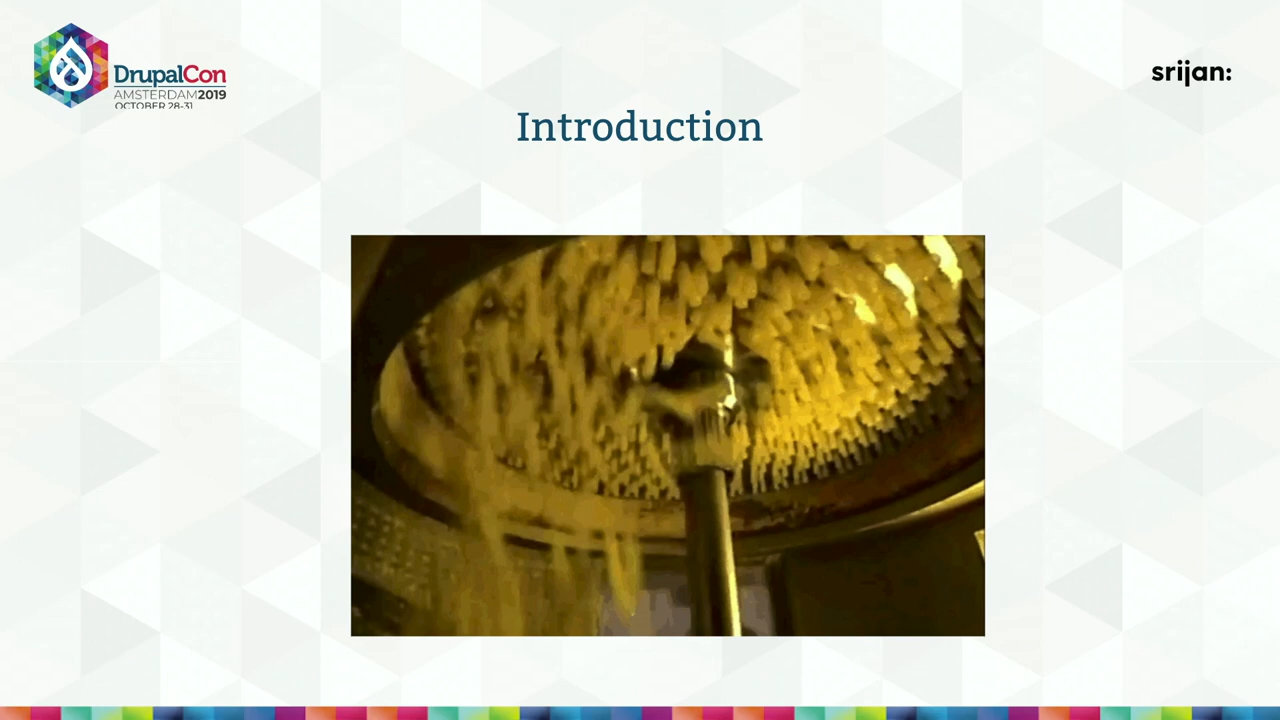 DrupalCon
AMSTERDAM2019
OCTOBER 28-31
srijan:
Introduction